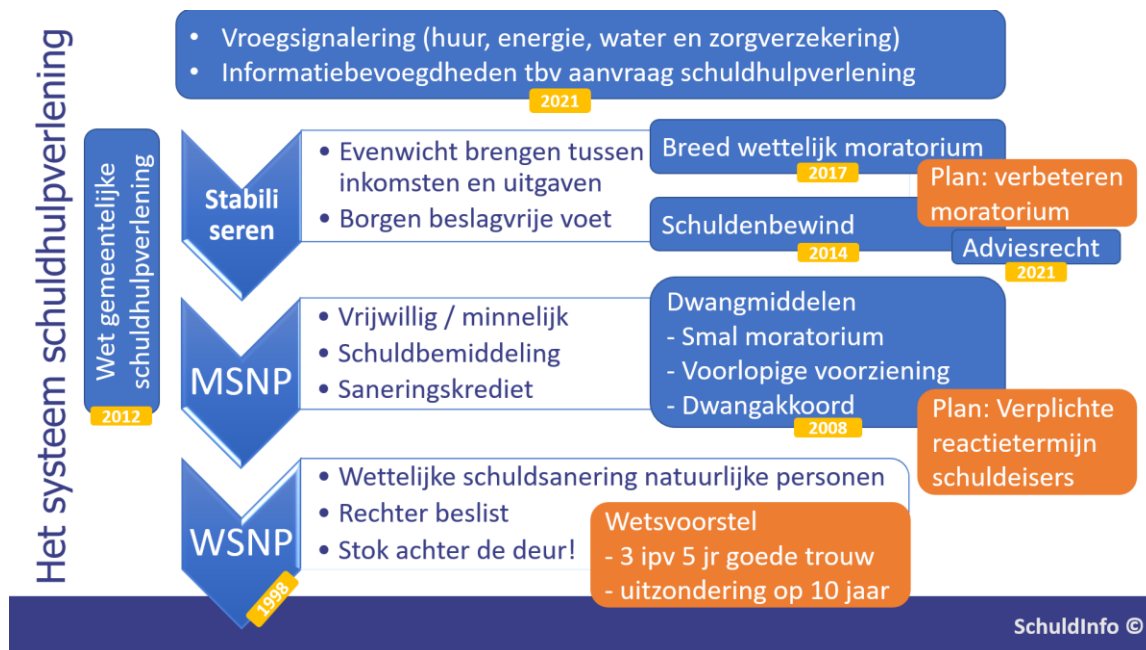 Het systeem schuldhulpverlening
• Vroegsignalering (huur, energie, water en zorgverzekering)
• Informatiebevoegdheden tbv aanvraag schuldhulpverlening
2021
Wet gemeentelijke
schuldhulpverlening
2012
Stabili
seren
• Evenwicht brengen tussen
inkomsten en uitgaven
• Borgen beslagvrije voet
Breed wettelijk moratorium
2017
Plan: verbeteren
moratorium
Schuldenbewind
2014
Adviesrecht
2021
MSNP
• Vrijwillig / minnelijk
• Schuldbemiddeling
• Saneringskrediet
Dwangmiddelen
- Smal moratorium
- Voorlopige voorziening
- Dwangakkoord
2008
Plan: Verplichte
reactietermijn
schuldeisers
WSNP
1998
• Wettelijke schuldsanering natuurlijke personen
• Rechter beslist
• Stok achter de deur!
Wetsvoorstel
- 3 ipv 5 jr goede trouw
- uitzondering op 10 jaar
SchuldInfo ©